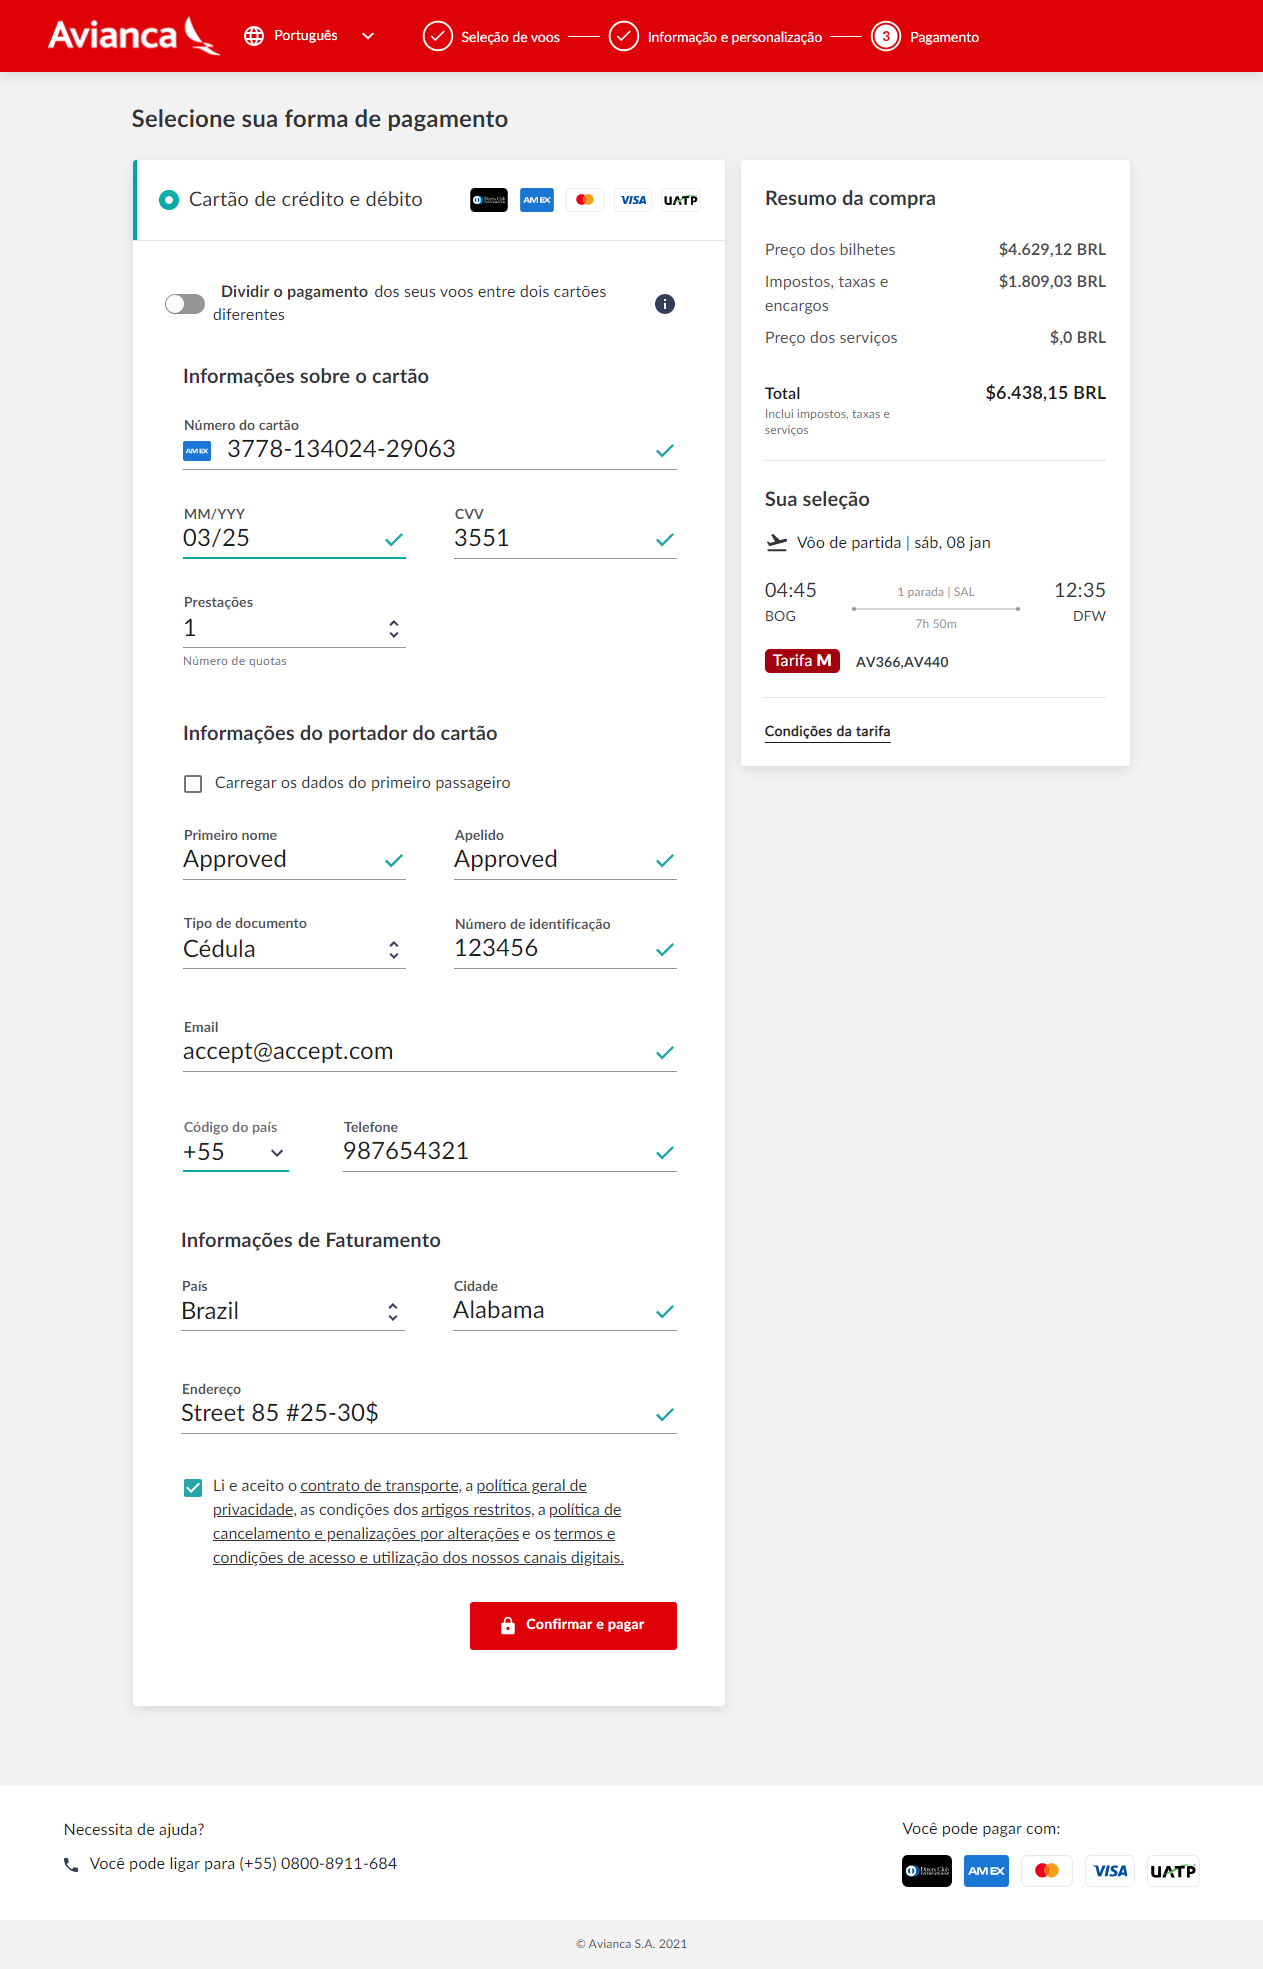 Avianca
Português
Seleção de voos
Informação e personalização
3
Pagamento
Selecione sua forma de pagamento
Cartão de crédito e débito
Diners Club
AMEX
VISA
UATP
Dividir o pagamento dos seus voos entre dois cartões
diferentes
i
Informações sobre o cartão
Número do cartão
AMEX
3778-134024-29063
MM/YYY
03/25
CVV
3551
Prestações
1
Número de quotas
Informações do portador do cartão
Carregar os dados do primeiro passageiro
Primeiro nome
Approved
Apelido
Approved
Tipo de documento
Cédula
Número de identificação
123456
Email
accept@accept.com
Código do país
+55
Telefone
987654321
Informações de Faturamento
País
Brazil
Cidade
Alabama
Endereço
Street 85 #25-30$
Li e aceito o contrato de transporte, a política geral de
privacidade, as condições dos artigos restritos, a política de
cancelamento e penalizações por alterações e os termos e
condições de acesso e utilização dos nossos canais digitais.
Confirmar e pagar
Resumo da compra
Preço dos bilhetes
$4.629,12 BRL
Impostos, taxas e
encargos
$1.809,03 BRL
Preço dos serviços
$,0 BRL
Total
$6.438,15 BRL
Inclui impostos, taxas e
serviços
Sua seleção
Vôo de partida | sáb, 08 jan
04:45
1 parada | SAL
12:35
BOG
7h 50m
DFW
Tarifa M
AV366,AV440
Condições da tarifa
Necessita de ajuda?
Você pode ligar para (+55) 0800-8911-684
Você pode pagar com:
Diners Club
AMEX
VISA
UATP
© Avianca S.A. 2021